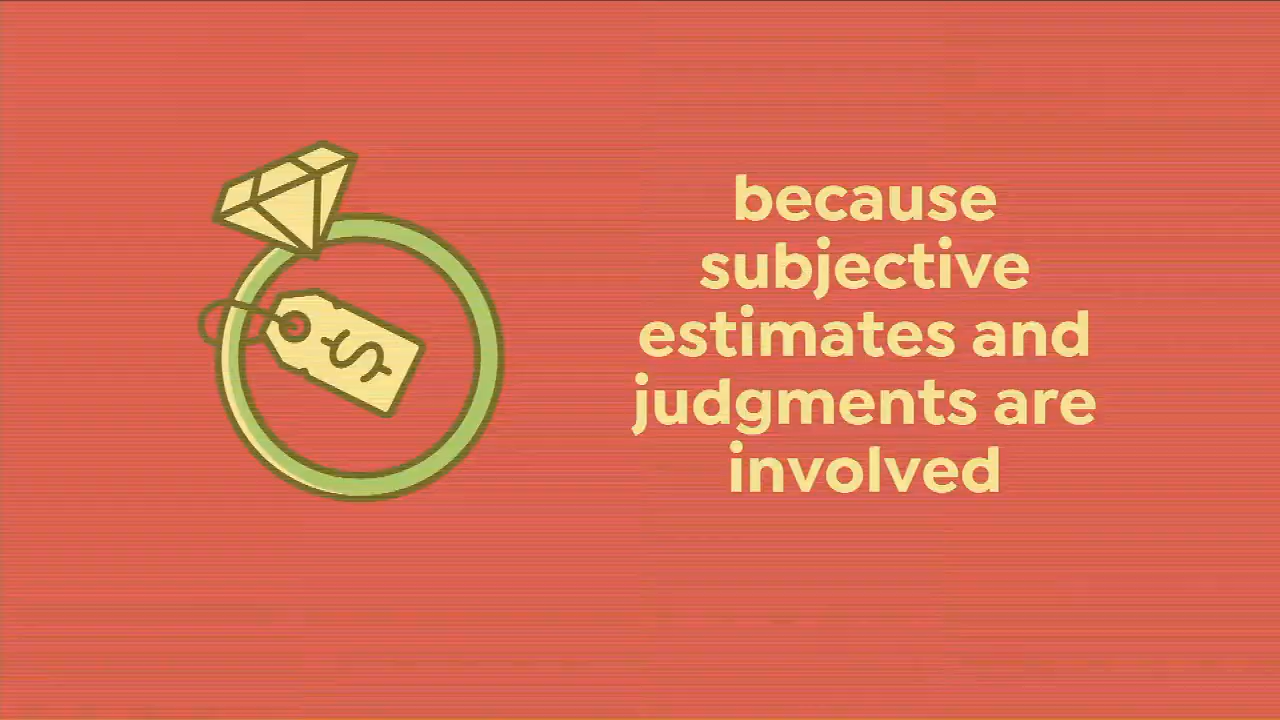 $
because
subjective
estimates and
judgments are
involved